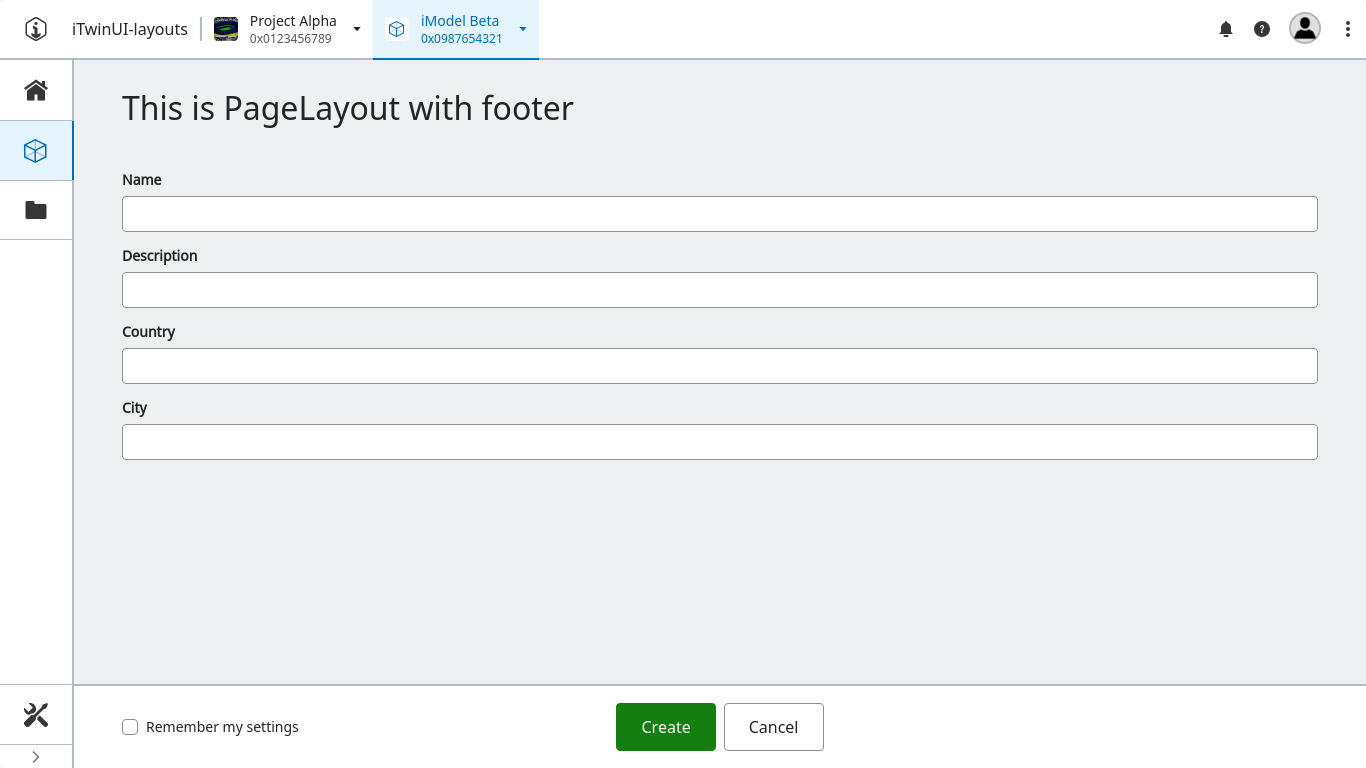 iTwinUI-layouts
Project Alpha
0x0123456789
iModel Beta
0x0987654321
This is PageLayout with footer
Name
Description
Country
City
Remember my settings
Create
Cancel